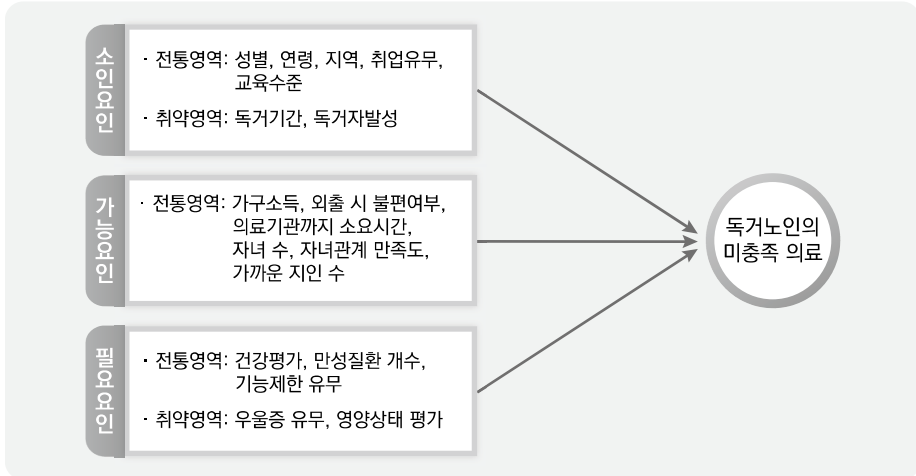 소인요인
· 전통영역: 성별, 연령, 지역, 취업유무,
교육수준
· 취약영역: 독거기간, 독거자발성
가능요인
· 전통영역: 가구소득, 외출 시 불편여부,
의료기관까지 소요시간,
자녀 수, 자녀관계 만족도,
가까운 지인 수
필요요인
· 전통영역: 건강평가, 만성질환 개수,
기능제한 유무
· 취약영역: 우울증 유무, 영양상태 평가
독거노인의
미충족 의료